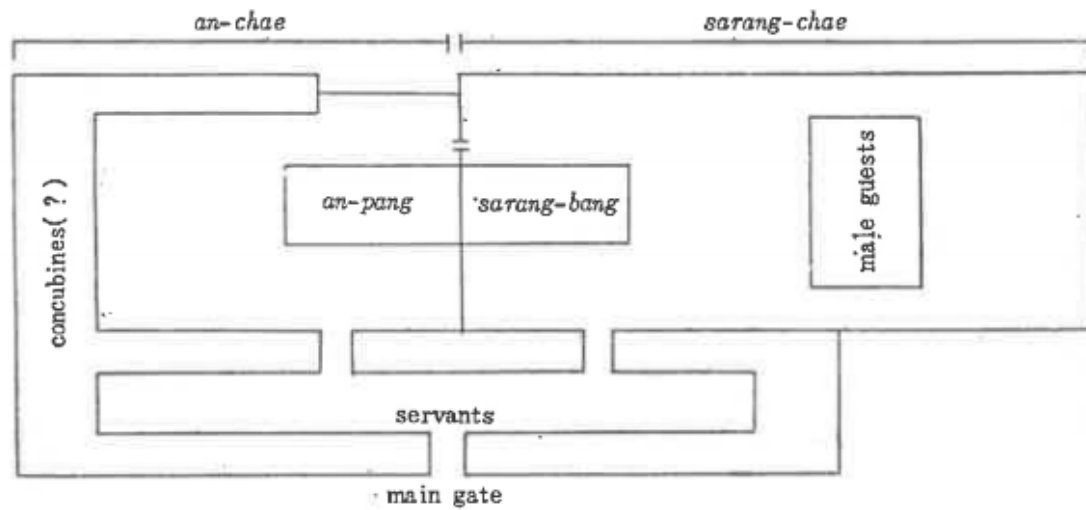 an-chae
sarang-chae
concubines(?)
an-pang
sarang-bang
male guests
servants
main gate